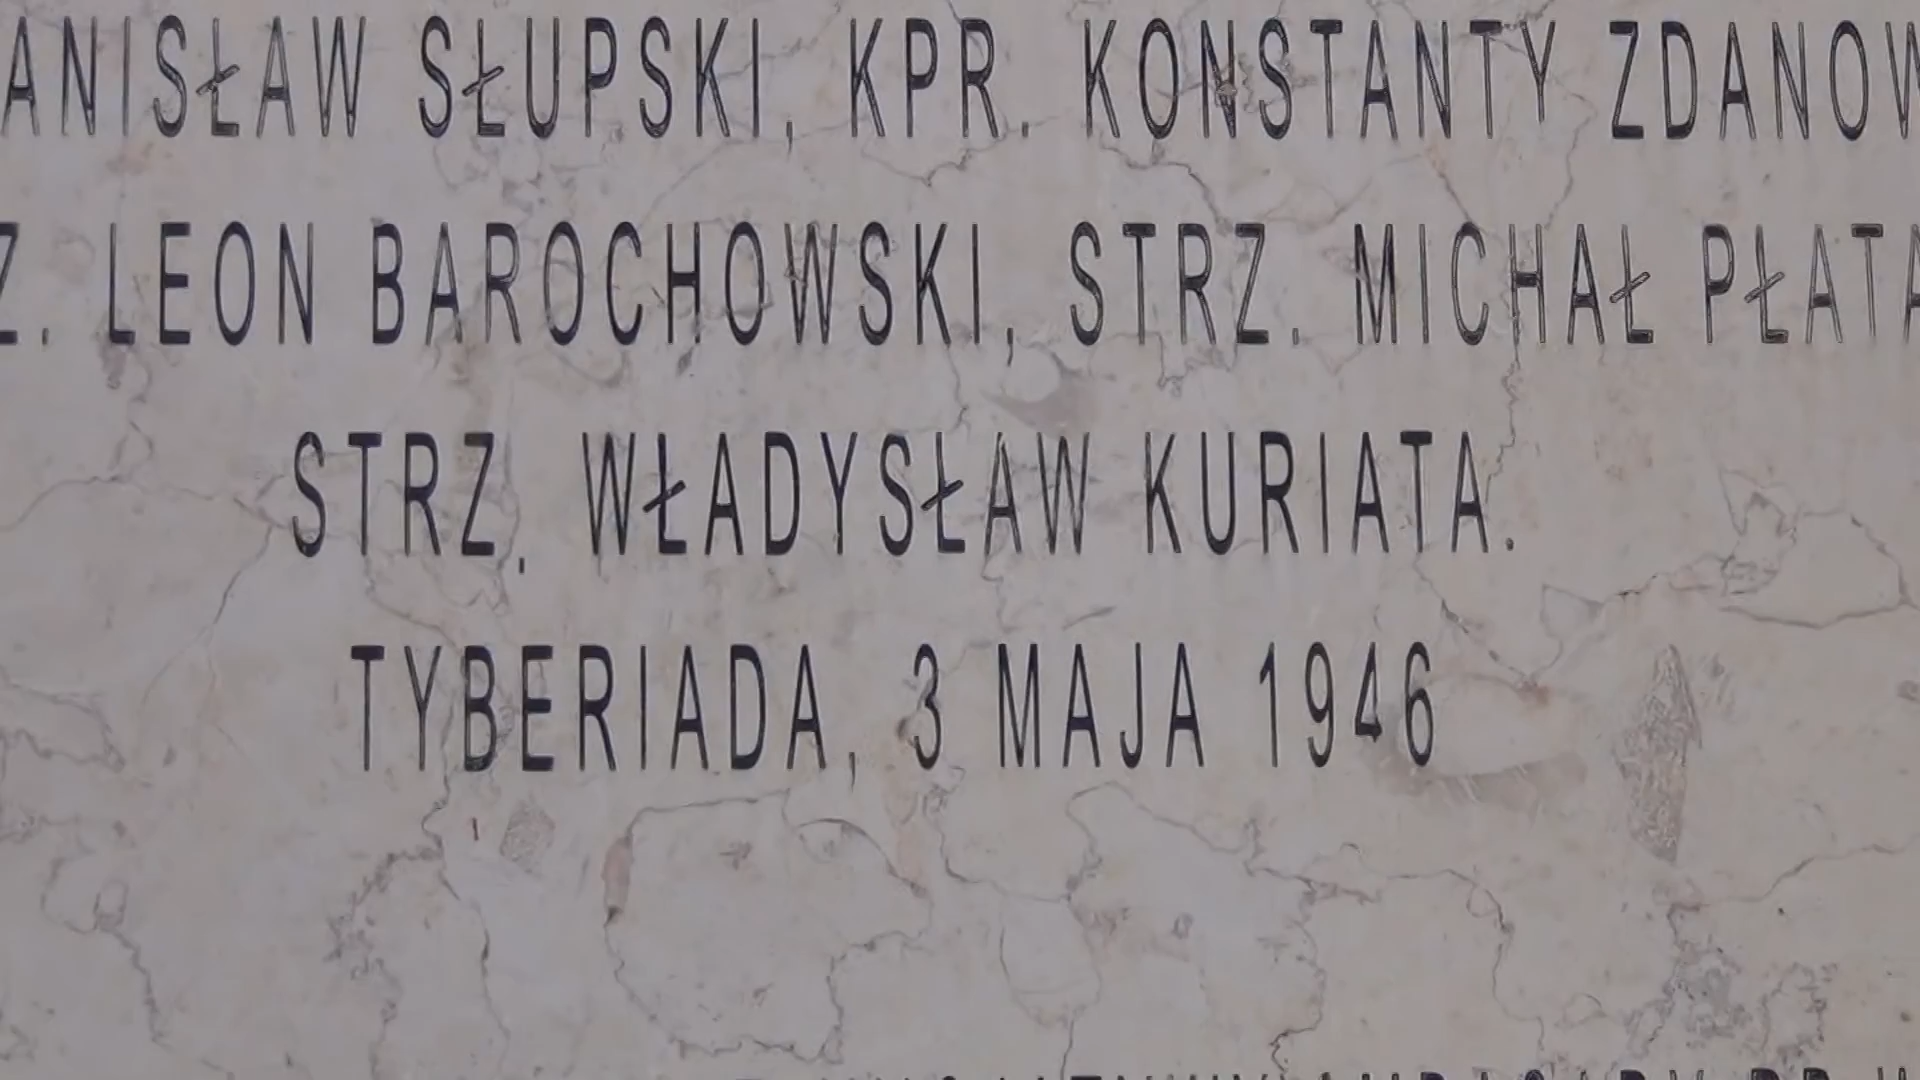 ANISŁAW SŁUPSKI, KPR. KONSTANTY ZDANOW
Z. LEON BAROCHOWSKI, STRZ. MICHAŁ PŁATA
STRZ. WŁADYSŁAW KURIATA.
TYBERIADA, 3 MAJA 1946